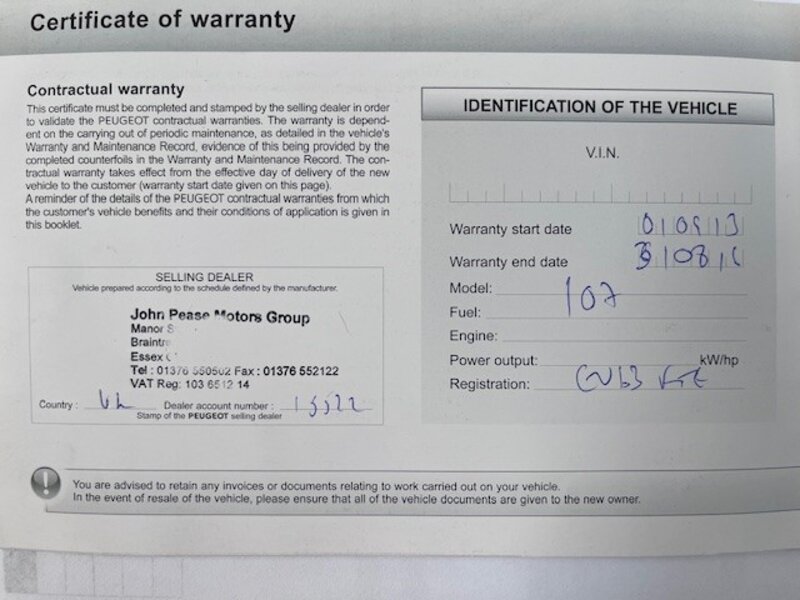 Certificate of warranty
Contractual warranty
This certificate must be completed and stamped by the selling dealer in order
to validate the PEUGEOT contractual warranties. The warranty is depend-
ent on the carrying out of periodic maintenance, as detailed in the vehicle's
Warranty and Maintenance Record, evidence of this being provided by the
completed counterfoils in the Warranty and Maintenance Record. The con-
tractual warranty takes effect from the effective day of delivery of the new
vehicle to the customer (warranty start date given on this page).
A reminder of the details of the PEUGEOT contractual warranties from which
the customer's vehicle benefits and their conditions of application is given in
this booklet.
SELLING DEALER
Vehicle prepared according to the schedule defined by the manufacturer.
John Pease Motors Group
Manor
Essex
Tel : 01376 550502 Fax : 01376 552122
VAT Reg: 103 6512 14
Country :
Dealer account number :
Stamp of the PEUGEOT selling dealer
IDENTIFICATION OF THE VEHICLE
V.I.N.
Warranty start date 010913
Warranty end date
Model: 107
Fuel:
Engine:
Power output: kW/hp
Registration:
You are advised to retain any invoices or documents relating to work carried out on your vehicle.
In the event of resale of the vehicle, please ensure that all of the vehicle documents are given to the new owner.